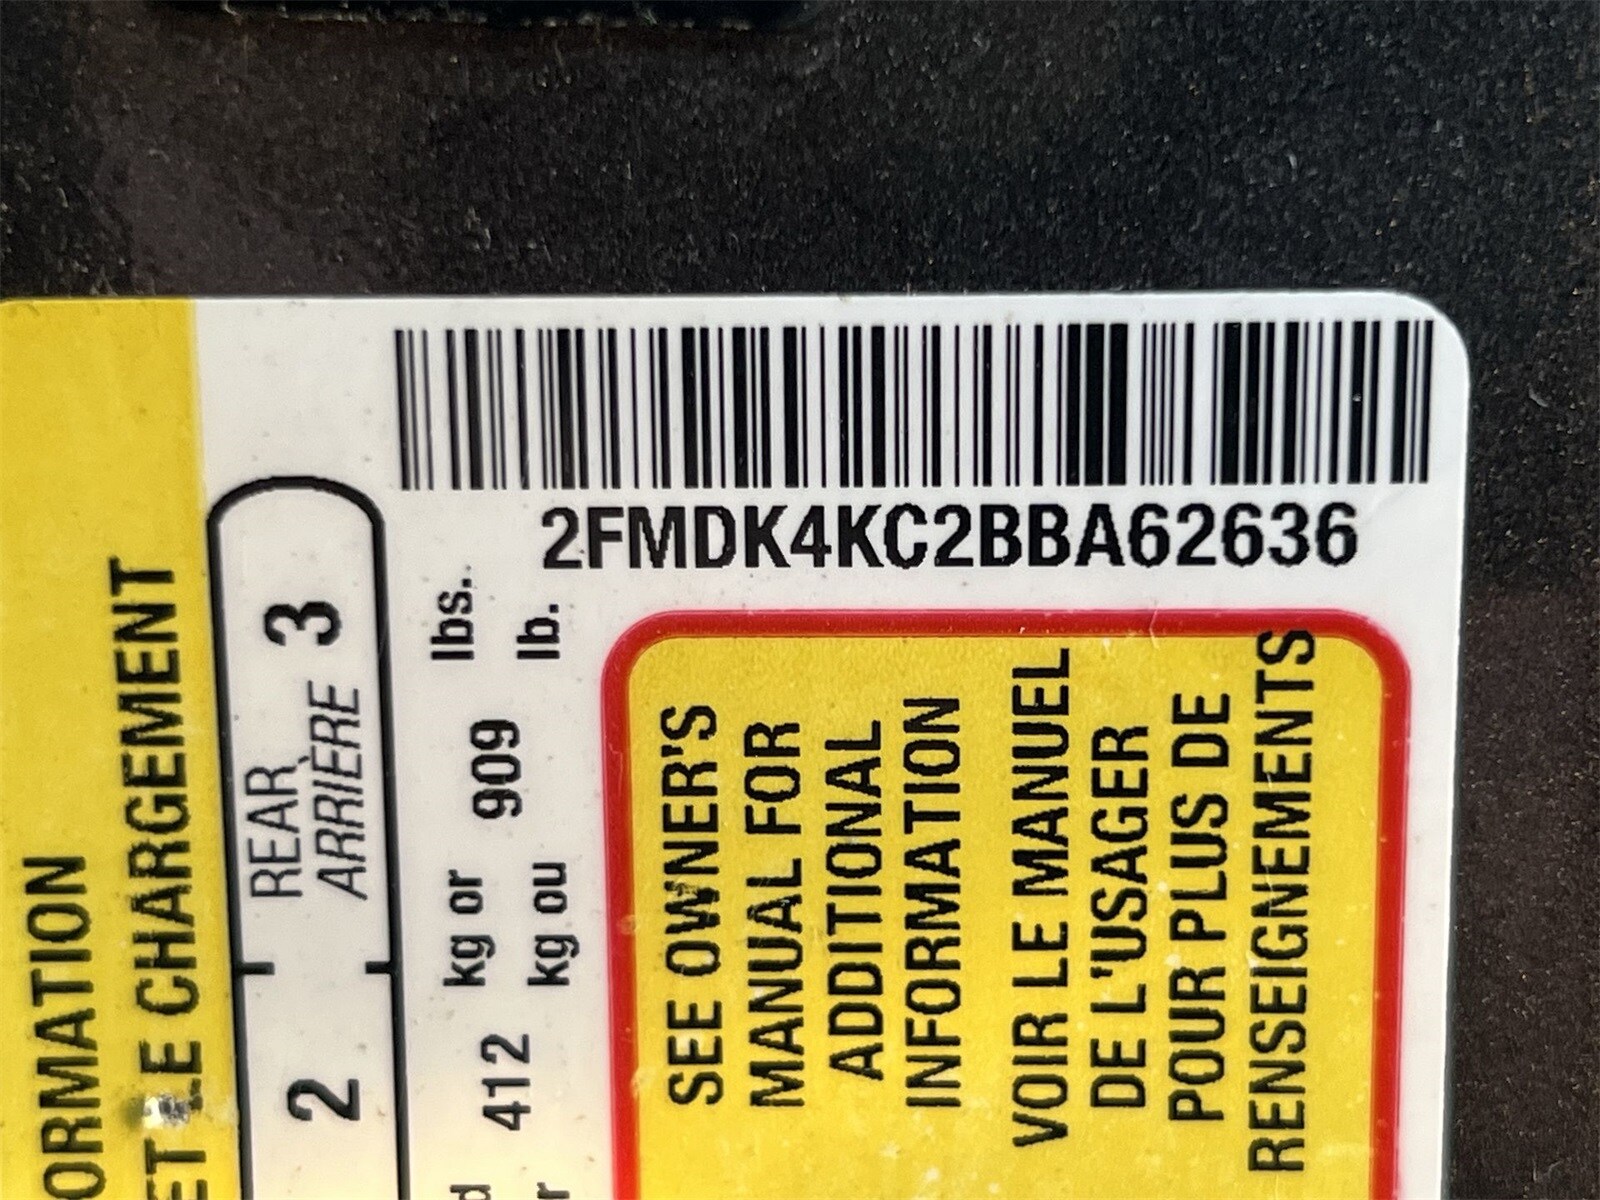 2FMDK4KC2BBA62636
ORMATION
ET LE CHARGEMENT
2 REAR 3
ARRIÈRE
412 kg or 909 lbs.
kg ou lb.
SEE OWNER'S
MANUAL FOR
ADDITIONAL
INFORMATION
VOIR LE MANUEL
DE L'USAGER
POUR PLUS DE
RENSEIGNEMENTS